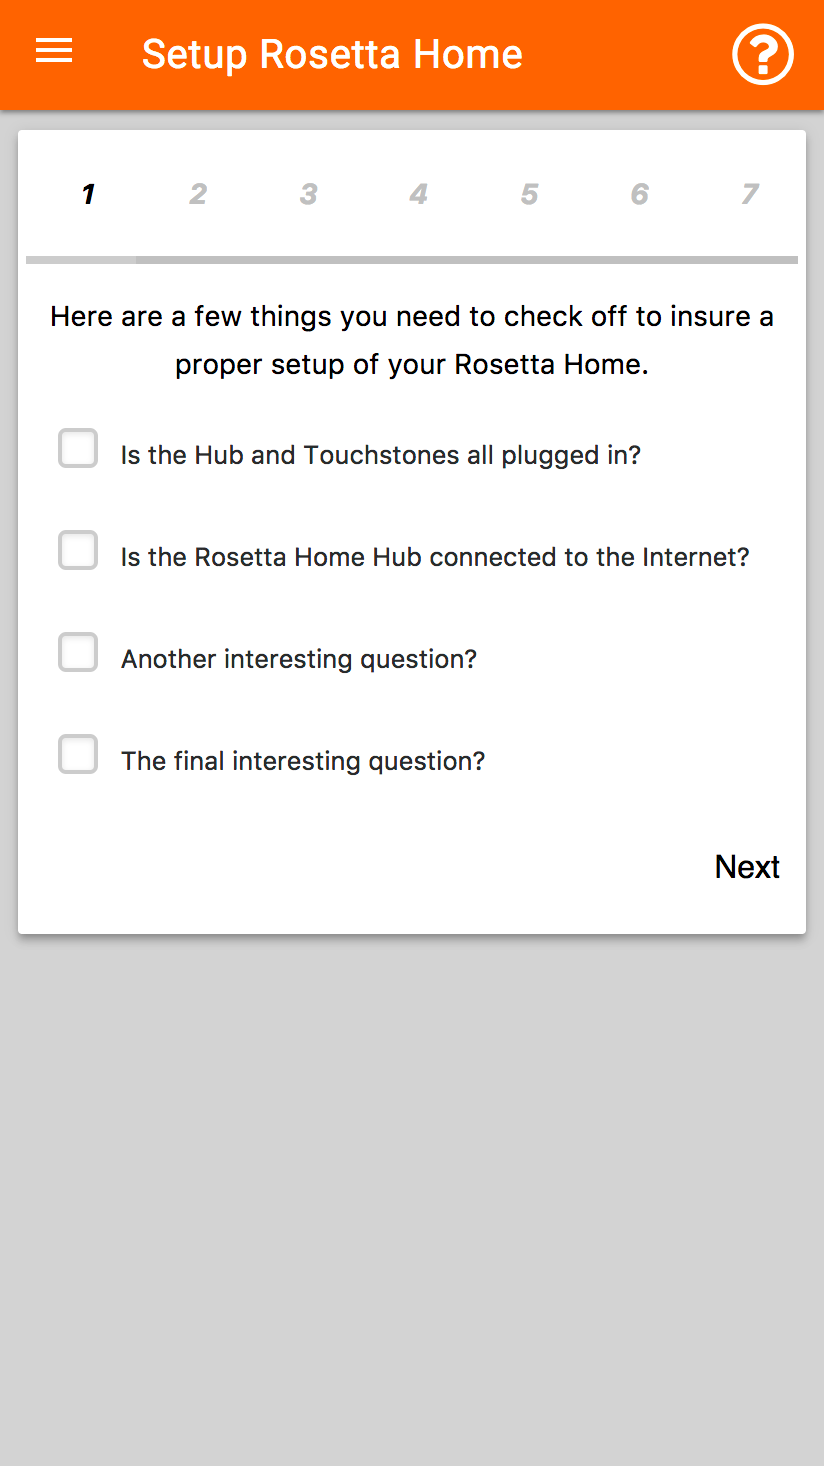 Setup Rosetta Home
1 2 3 4 5 6 7
Here are a few things you need to check off to insure a
proper setup of your Rosetta Home.
Is the Hub and Touchstones all plugged in?
Is the Rosetta Home Hub connected to the Internet?
Another interesting question?
The final interesting question?
Next